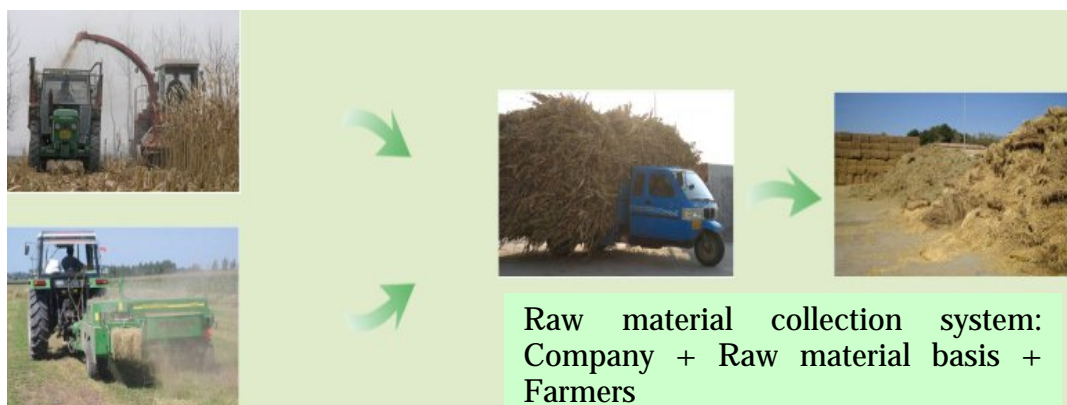 Raw material collection system:
Company + Raw material basis +
Farmers